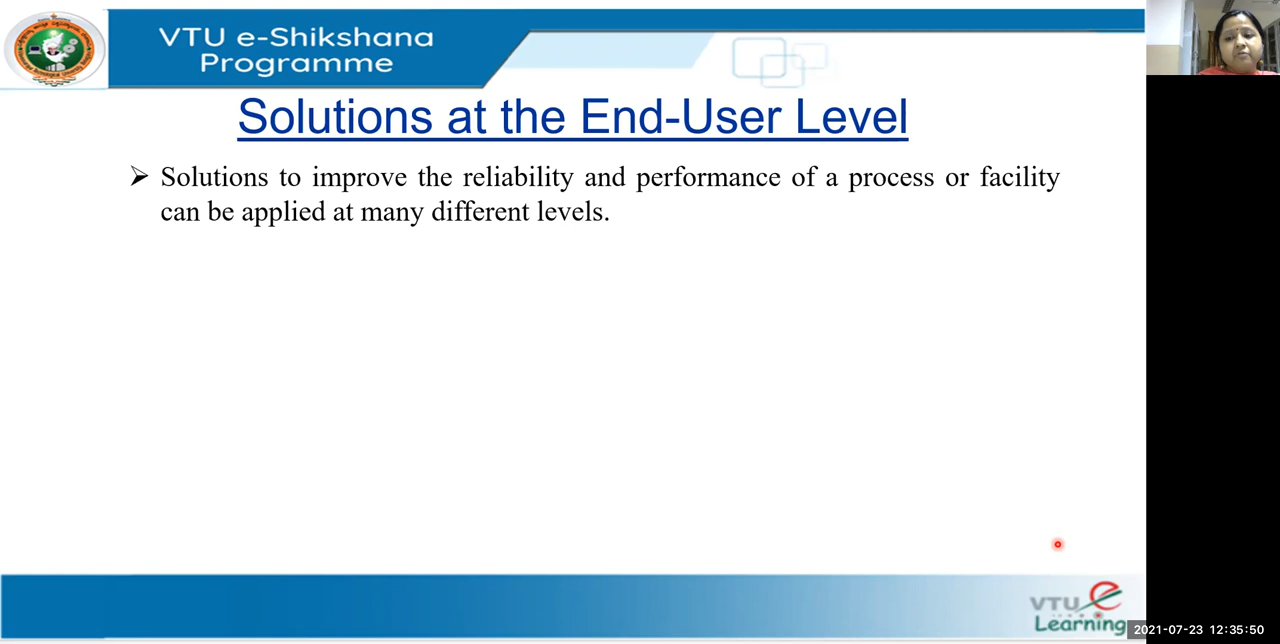 VTU e-Shikshana
Programme
Solutions at the End-User Level
➢ Solutions to improve the reliability and performance of a process or facility
can be applied at many different levels.
VTU e
Learning
2021-07-23 12:35:50